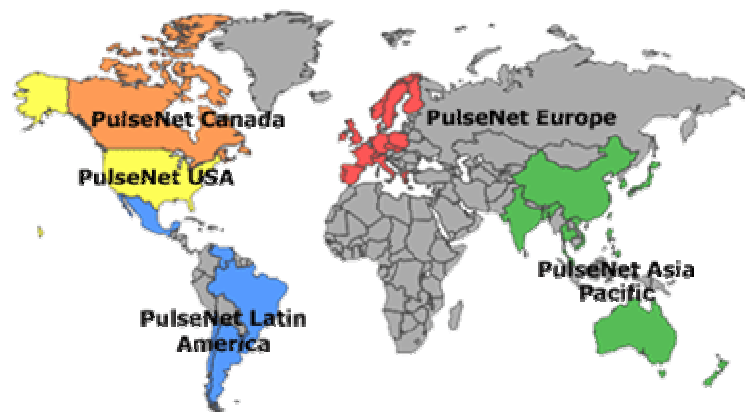 PulseNet Canada
PulseNet Europe
PulseNet USA
PulseNet Asia
Pacific
PulseNet Latin
America